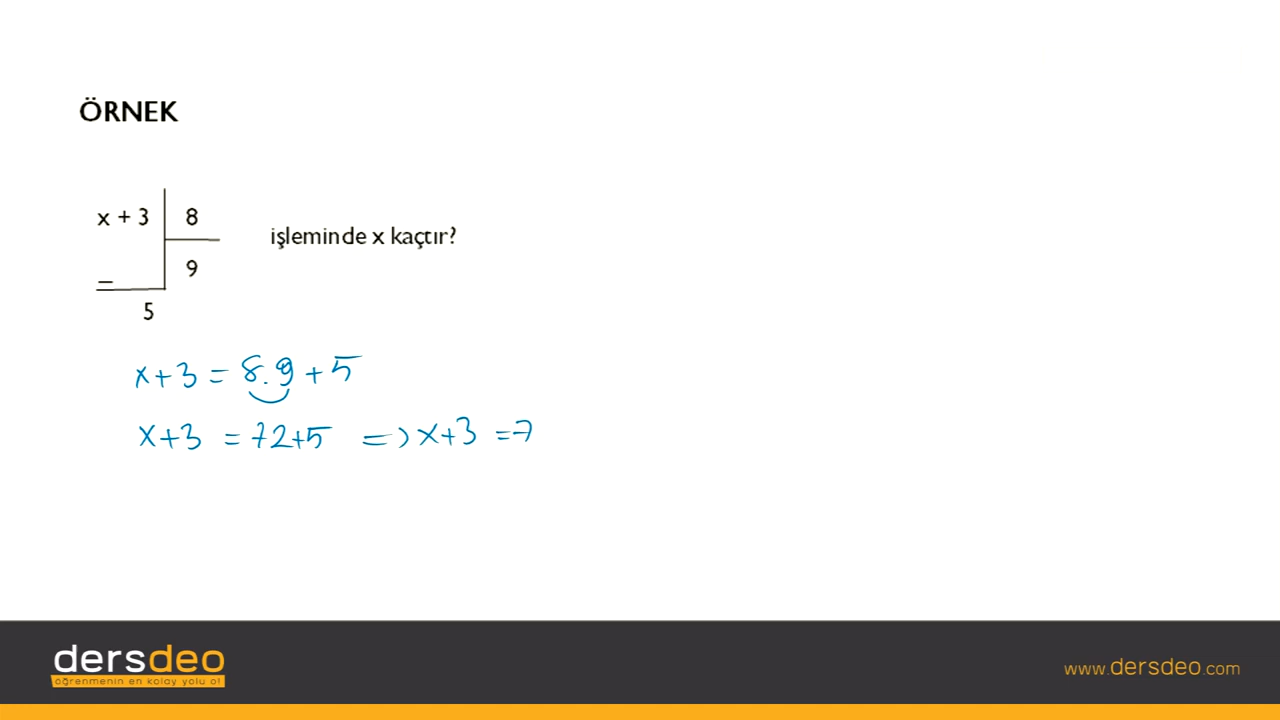 ÖRNEK
x + 3 8
işleminde x kaçtır?
9
–
5
x+3 = 8.9+5
x+3 = 72+5 => x+3 =7
dersdeo
öğrenmenin en kolay yolu o!
www.dersdeo.com